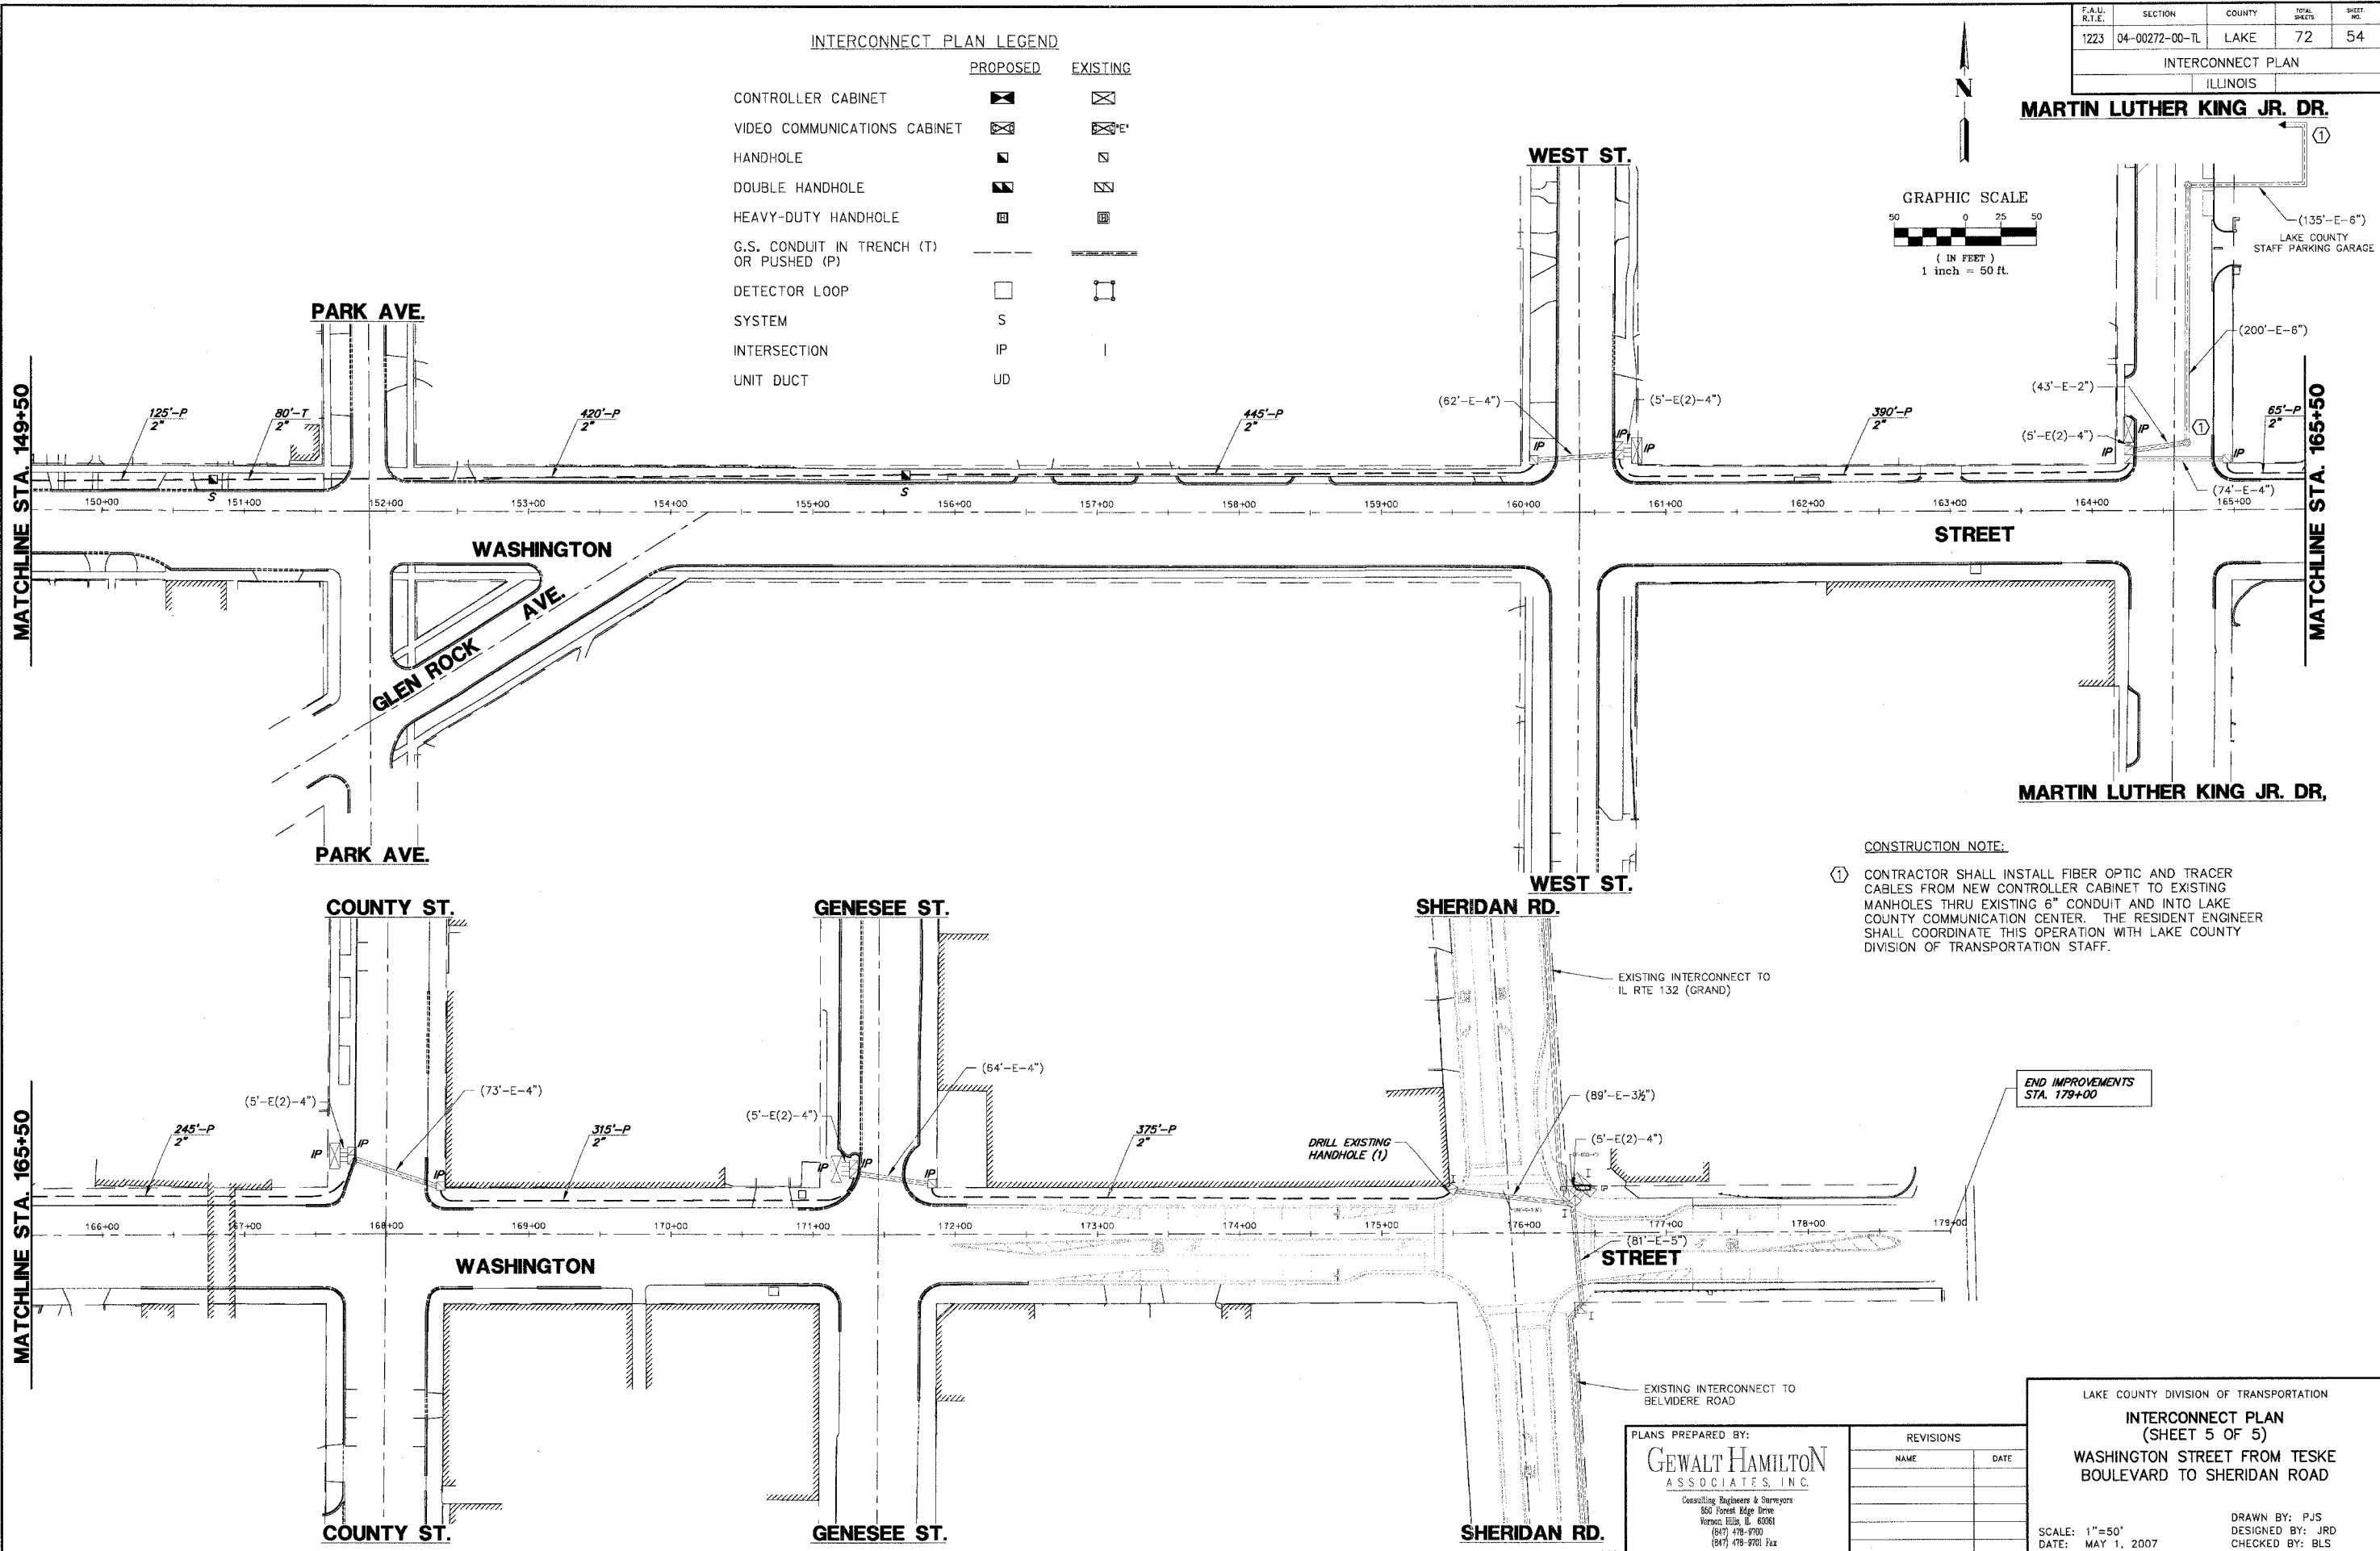 F.A.U. R.T.E. SECTION COUNTY TOTAL SHEETS SHEET. NO.
1223 04-00272-00-TL LAKE 72 54
INTERCONNECT PLAN
ILLINOIS
INTERCONNECT PLAN LEGEND
PROPOSED EXISTING
CONTROLLER CABINET
VIDEO COMMUNICATIONS CABINET "E"
HANDHOLE
DOUBLE HANDHOLE
HEAVY-DUTY HANDHOLE H H
G.S. CONDUIT IN TRENCH (T)
OR PUSHED (P)
DETECTOR LOOP
SYSTEM S
INTERSECTION IP I
UNIT DUCT UD
N
GRAPHIC SCALE
50 0 25 50
( IN FEET )
1 inch = 50 ft.
MARTIN LUTHER KING JR. DR.
1
(135'-E-6")
LAKE COUNTY
STAFF PARKING GARAGE
(200'-E-6")
(43'-E-2")
(5'-E(2)-4")
IP
IP
1
IP
65'-P
2"
(74'-E-4")
WEST ST.
(62'-E-4")
(5'-E(2)-4")
IP
IP
IP
390'-P
2"
PARK AVE.
MATCHLINE STA. 149+50
125'-P
2"
80'-T
2"
420'-P
2"
445'-P
2"
S
S
150+00 151+00 152+00 153+00 154+00 155+00 156+00 157+00 158+00 159+00 160+00 161+00 162+00 163+00 164+00 165+00
MATCHLINE STA. 165+50
WASHINGTON
STREET
GLEN ROCK AVE.
PARK AVE.
WEST ST.
MARTIN LUTHER KING JR. DR,
CONSTRUCTION NOTE:
1 CONTRACTOR SHALL INSTALL FIBER OPTIC AND TRACER
CABLES FROM NEW CONTROLLER CABINET TO EXISTING
MANHOLES THRU EXISTING 6" CONDUIT AND INTO LAKE
COUNTY COMMUNICATION CENTER. THE RESIDENT ENGINEER
SHALL COORDINATE THIS OPERATION WITH LAKE COUNTY
DIVISION OF TRANSPORTATION STAFF.
COUNTY ST.
GENESEE ST.
SHERIDAN RD.
EXISTING INTERCONNECT TO
IL RTE 132 (GRAND)
MATCHLINE STA. 165+50
245'-P
2"
(5'-E(2)-4")
IP
IP
(73'-E-4")
IP
315'-P
2"
(5'-E(2)-4")
IP
IP
(64'-E-4")
IP
375'-P
2"
DRILL EXISTING
HANDHOLE (1)
I
(89'-E-3½")
(5'-E(2)-4")
I
END IMPROVEMENTS
STA. 179+00
166+00 167+00 168+00 169+00 170+00 171+00 172+00 173+00 174+00 175+00 176+00 177+00 178+00 179+00
(81'-E-5")
WASHINGTON
STREET
I
EXISTING INTERCONNECT TO
BELVIDERE ROAD
COUNTY ST.
GENESEE ST.
SHERIDAN RD.
PLANS PREPARED BY:
GEWALT HAMILTON
ASSOCIATES, INC.
Consulting Engineers & Surveyors
850 Forest Edge Drive
Vernon Hills, IL 60061
(847) 478-9700
(847) 478-9701 Fax
REVISIONS
NAME DATE
LAKE COUNTY DIVISION OF TRANSPORTATION
INTERCONNECT PLAN
(SHEET 5 OF 5)
WASHINGTON STREET FROM TESKE
BOULEVARD TO SHERIDAN ROAD
SCALE: 1"=50'
DATE: MAY 1, 2007
DRAWN BY: PJS
DESIGNED BY: JRD
CHECKED BY: BLS